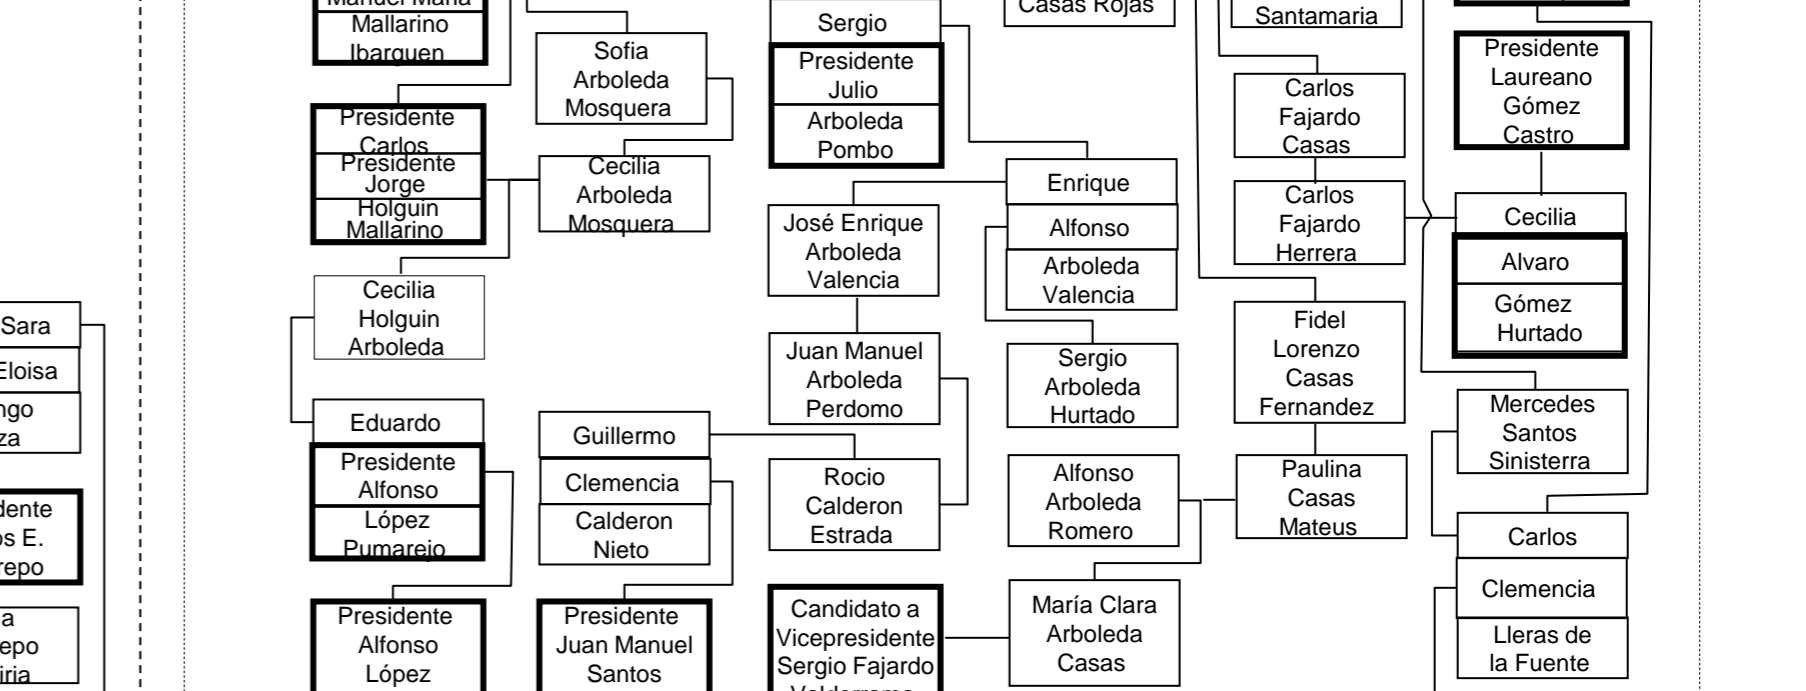 Mallarino
Ibarguen
Presidente
Carlos
Presidente
Jorge
Holguin
Mallarino
Cecilia
Holguin
Arboleda
Eduardo
Presidente
Alfonso
López
Pumarejo
Presidente
Alfonso
López
Sofia
Arboleda
Mosquera
Cecilia
Arboleda
Mosquera
Guillermo
Clemencia
Calderon
Nieto
Presidente
Juan Manuel
Santos
Sergio
Presidente
Julio
Arboleda
Pombo
José Enrique
Arboleda
Valencia
Juan Manuel
Arboleda
Perdomo
Rocio
Calderon
Estrada
Candidato a
Vicepresidente
Sergio Fajardo
Casas Rojas
Enrique
Alfonso
Arboleda
Valencia
Sergio
Arboleda
Hurtado
Alfonso
Arboleda
Romero
María Clara
Arboleda
Casas
Santamaria
Carlos
Fajardo
Casas
Carlos
Fajardo
Herrera
Fidel
Lorenzo
Casas
Fernandez
Paulina
Casas
Mateus
Presidente
Laureano
Gómez
Castro
Cecilia
Alvaro
Gómez
Hurtado
Mercedes
Santos
Sinisterra
Carlos
Clemencia
Lleras de
la Fuente
Sara